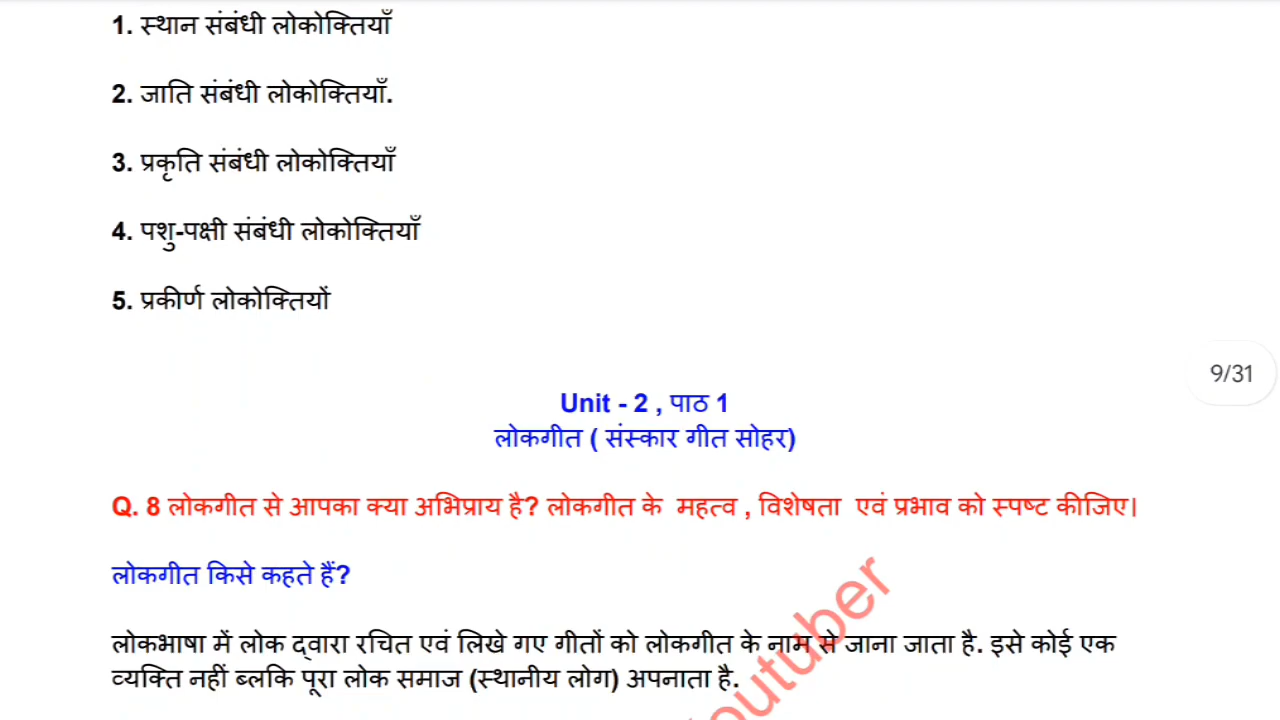 1. स्थान संबंधी लोकोक्तियाँ
2. जाति संबंधी लोकोक्तियाँ.
3. प्रकृति संबंधी लोकोक्तियाँ
4. पशु-पक्षी संबंधी लोकोक्तियाँ
5. प्रकीर्ण लोकोक्तियों
9/31
Unit - 2 , पाठ 1
लोकगीत ( संस्कार गीत सोहर)
Q. 8 लोकगीत से आपका क्या अभिप्राय है? लोकगीत के महत्व , विशेषता एवं प्रभाव को स्पष्ट कीजिए।
लोकगीत किसे कहते हैं?
लोकभाषा में लोक द्वारा रचित एवं लिखे गए गीतों को लोकगीत के नाम से जाना जाता है. इसे कोई एक
व्यक्ति नहीं ब्लकि पूरा लोक समाज (स्थानीय लोग) अपनाता है.
outuber